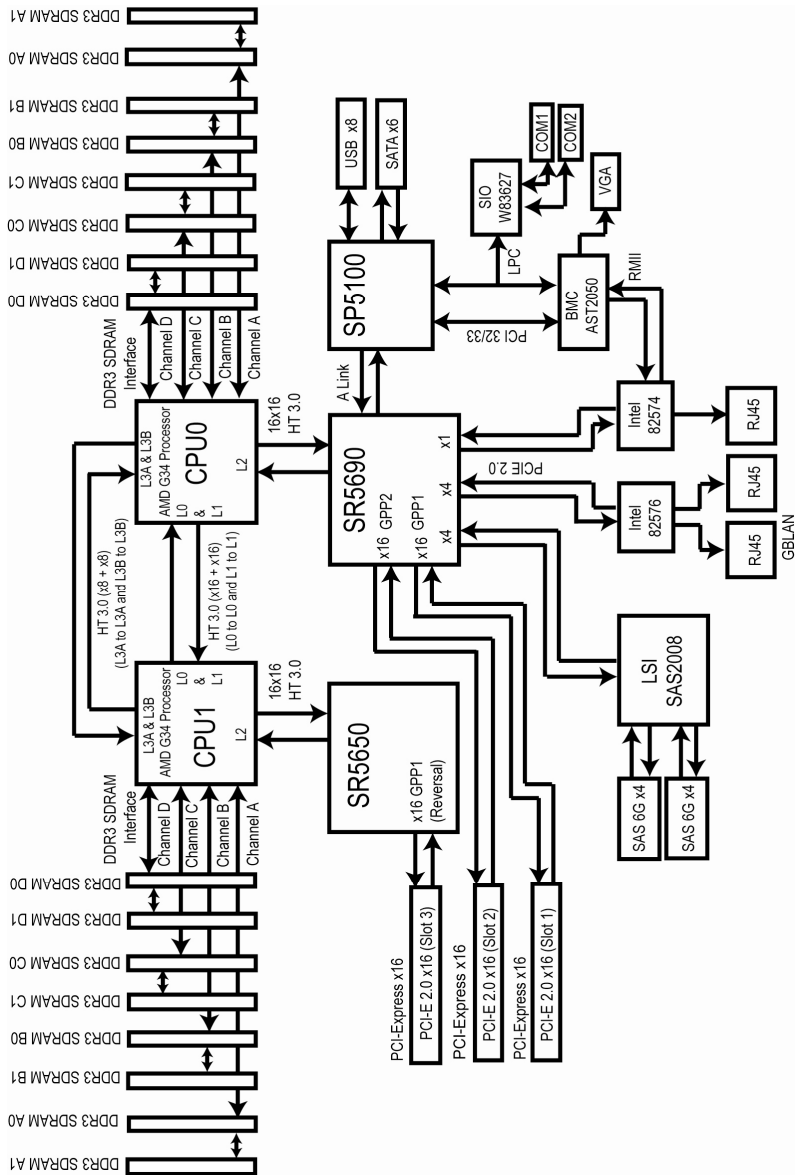 DDR3 SDRAM A1
DDR3 SDRAM A0
DDR3 SDRAM B1
DDR3 SDRAM B0
DDR3 SDRAM C1
DDR3 SDRAM C0
DDR3 SDRAM D1
DDR3 SDRAM D0
DDR3 SDRAM
Interface
Channel D
Channel C
Channel B
Channel A
L3A & L3B
AMD G34 Processor
CPU1
L0
&
L1
L2
HT 3.0 (x8 + x8)
(L3A to L3A and L3B to L3B)
HT 3.0 (x16 + x16)
(L0 to L0 and L1 to L1)
L3A & L3B
AMD G34 Processor
CPU0
L0
&
L1
L2
DDR3 SDRAM
Interface
Channel D
Channel C
Channel B
Channel A
DDR3 SDRAM D0
DDR3 SDRAM D1
DDR3 SDRAM C0
DDR3 SDRAM C1
DDR3 SDRAM B0
DDR3 SDRAM B1
DDR3 SDRAM A0
DDR3 SDRAM A1
16x16
HT 3.0
16x16
HT 3.0
SR5650
x16 GPP1
(Reversal)
SR5690
x16 GPP2
x16 GPP1
x4
x4
x1
A Link
SP5100
USB x8
SATA x6
PCI-Express x16
PCI-E 2.0 x16 (Slot 3)
PCI-Express x16
PCI-E 2.0 x16 (Slot 2)
PCI-Express x16
PCI-E 2.0 x16 (Slot 1)
PCIE 2.0
PCI 32/33
LPC
SIO
W83627
COM1
COM2
BMC
AST2050
VGA
RMII
LSI
SAS2008
SAS 6G x4
SAS 6G x4
Intel
82576
Intel
82574
RJ45
RJ45
RJ45
GBLAN